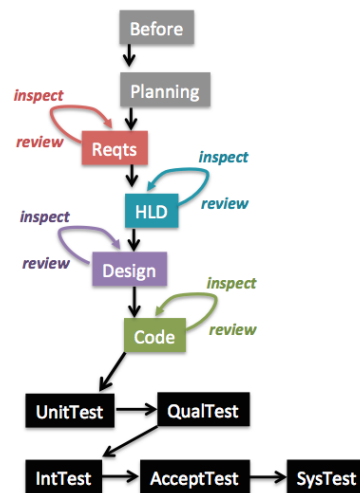 Before
Planning
inspect
review
Reqts
inspect
review
HLD
inspect
review
Design
inspect
review
Code
UnitTest
QualTest
IntTest
AcceptTest
SysTest